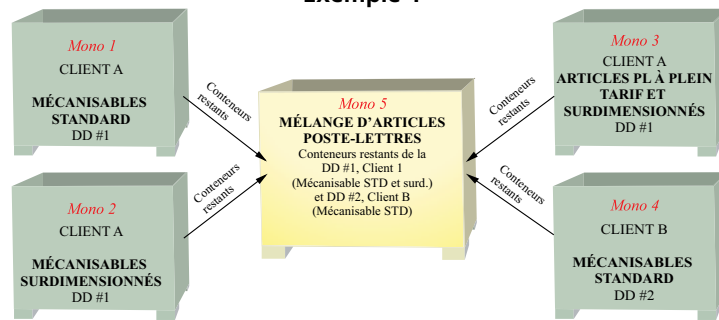 Mono 1
CLIENT A
MÉCANISABLES
STANDARD
DD #1
Conteneurs
restants
Mono 2
CLIENT A
MÉCANISABLES
SURDIMENSIONNÉS
DD #1
Conteneurs
restants
Mono 5
MÉLANGE D'ARTICLES
POSTE-LETTRES
Conteneurs restants de la
DD #1, Client 1
(Mécanisable STD et surd.)
et DD #2, Client B
(Mécanisable STD)
Mono 3
CLIENT A
ARTICLES PL À PLEIN
TARIF ET
SURDIMENSIONNÉS
DD #1
Conteneurs
restants
Mono 4
CLIENT B
MÉCANISABLES
STANDARD
DD #2
Conteneurs
restants